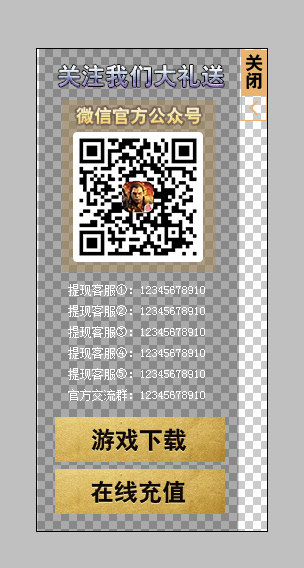 关注我们大礼送
关闭
微信官方公众号
提现客服①：12345678910
提现客服②：12345678910
提现客服③：12345678910
提现客服④：12345678910
提现客服⑤：12345678910
官方交流群：12345678910
游戏下载
在线充值